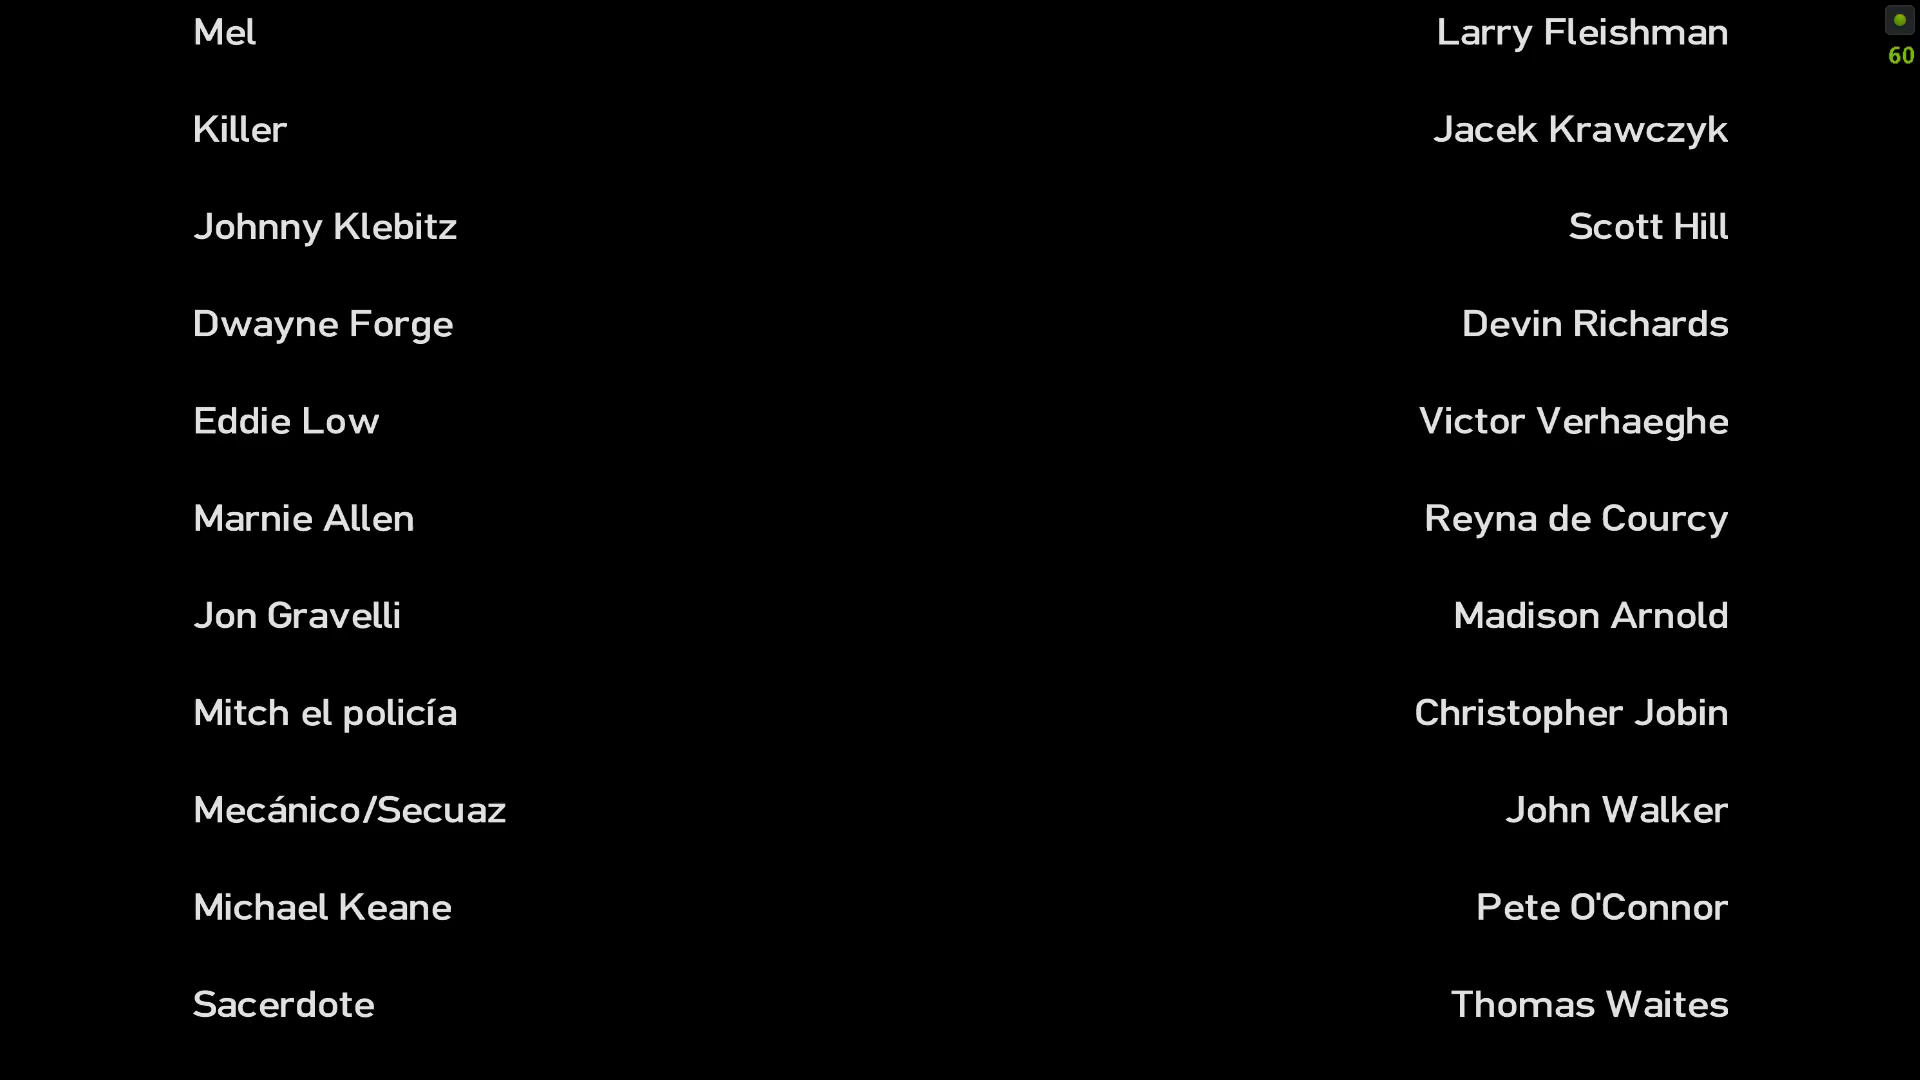 Mel Larry Fleishman
60
Killer Jacek Krawczyk
Johnny Klebitz Scott Hill
Dwayne Forge Devin Richards
Eddie Low Victor Verhaeghe
Marnie Allen Reyna de Courcy
Jon Gravelli Madison Arnold
Mitch el policía Christopher Jobin
Mecánico/Secuaz John Walker
Michael Keane Pete O'Connor
Sacerdote Thomas Waites